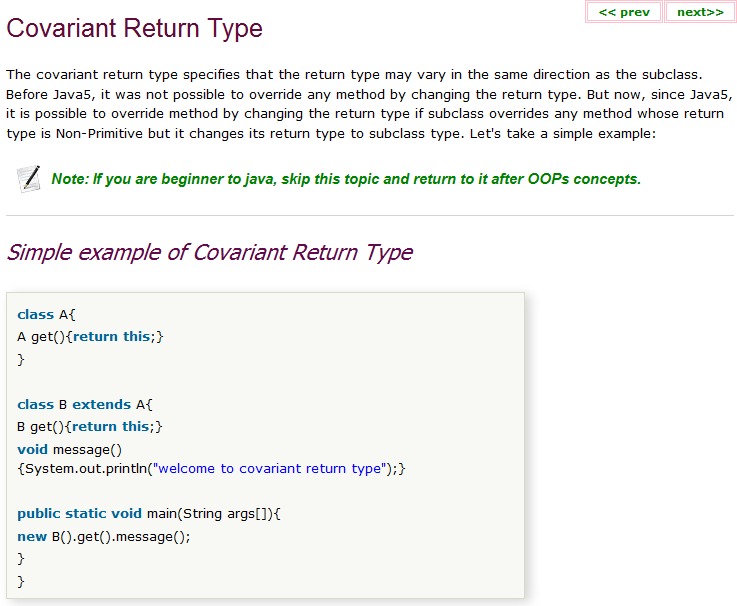 << prev
next>>
Covariant Return Type
The covariant return type specifies that the return type may vary in the same direction as the subclass.
Before Java5, it was not possible to override any method by changing the return type. But now, since Java5,
it is possible to override method by changing the return type if subclass overrides any method whose return
type is Non-Primitive but it changes its return type to subclass type. Let's take a simple example:
Note: If you are beginner to java, skip this topic and return to it after OOPs concepts.
Simple example of Covariant Return Type
class A{
A get(){return this;}
}
class B extends A{
B get(){return this;}
void message()
{System.out.println("welcome to covariant return type");}
public static void main(String args[]){
new B().get().message();
}
}